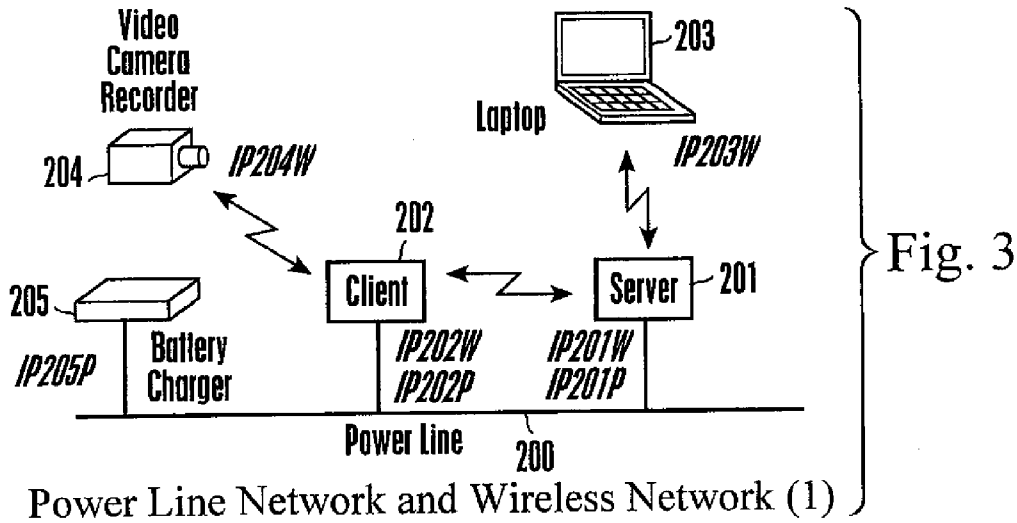 Video
Camera
Recorder
203
Laptop
204
IP204W
IP203W
202
Fig. 3
205
Client
Server
201
IP205P
Battery
Charger
IP202W
IP202P
IP201W
IP201P
Power Line
200
Power Line Network and Wireless Network (1)